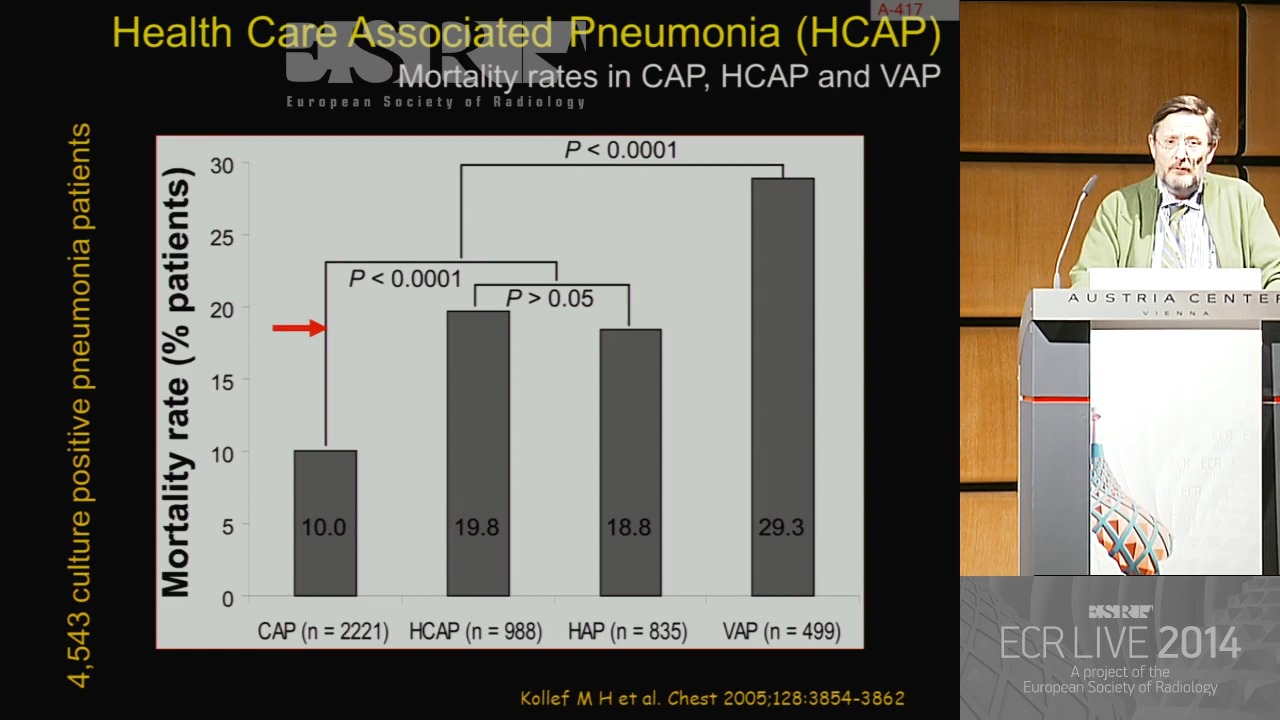 A-417
Health Care Associated Pneumonia (HCAP)
Mortality rates in CAP, HCAP and VAP
ESR
European Society of Radiology
4,543 culture positive pneumonia patients
Mortality rate (% patients)
30
25
20
15
10
5
0
P < 0.0001
P < 0.0001
P > 0.05
10.0
19.8
18.8
29.3
CAP (n = 2221)
HCAP (n = 988)
HAP (n = 835)
VAP (n = 499)
Kollef M H et al. Chest 2005;128:3854-3862
AUSTRIA CENTER
VIENNA
ESR
ECR LIVE 2014
A project of the
European Society of Radiology